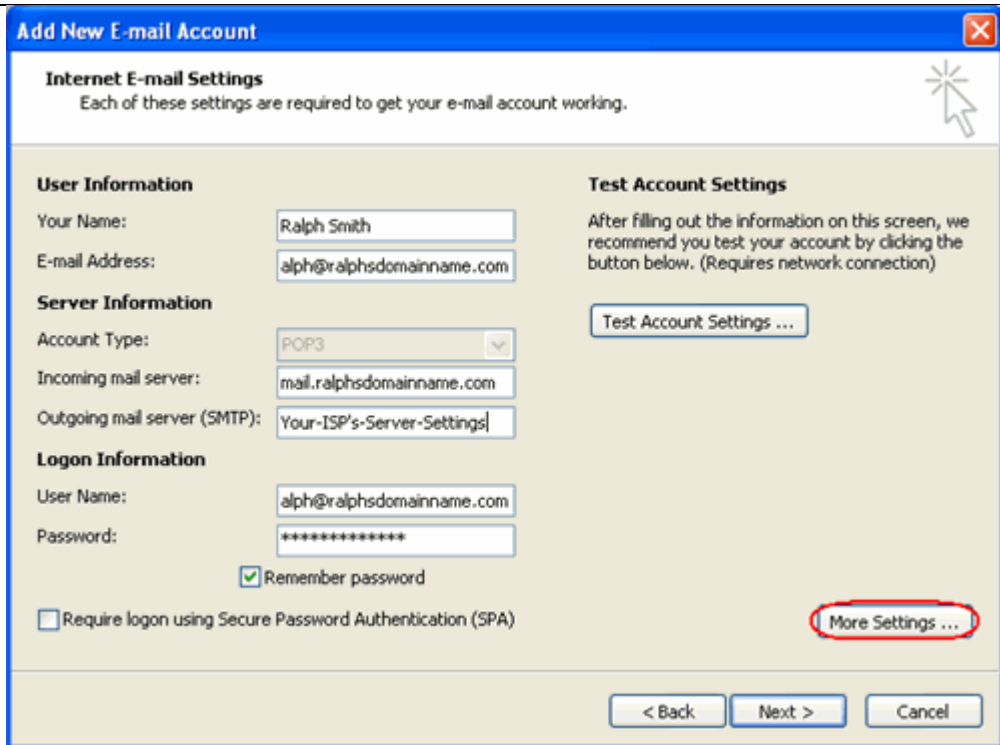 Add New E-mail Account
Internet E-mail Settings
Each of these settings are required to get your e-mail account working.
User Information
Your Name:
Ralph Smith
E-mail Address:
alph@ralphsdomainname.com
Server Information
Account Type:
POP3
Incoming mail server:
mail.ralphsdomainname.com
Outgoing mail server (SMTP):
Your-ISP's-Server-Settings
Logon Information
User Name:
alph@ralphsdomainname.com
Password:
*************
Remember password
Require logon using Secure Password Authentication (SPA)
Test Account Settings
After filling out the information on this screen, we
recommend you test your account by clicking the
button below. (Requires network connection)
Test Account Settings ...
More Settings ...
< Back
Next >
Cancel